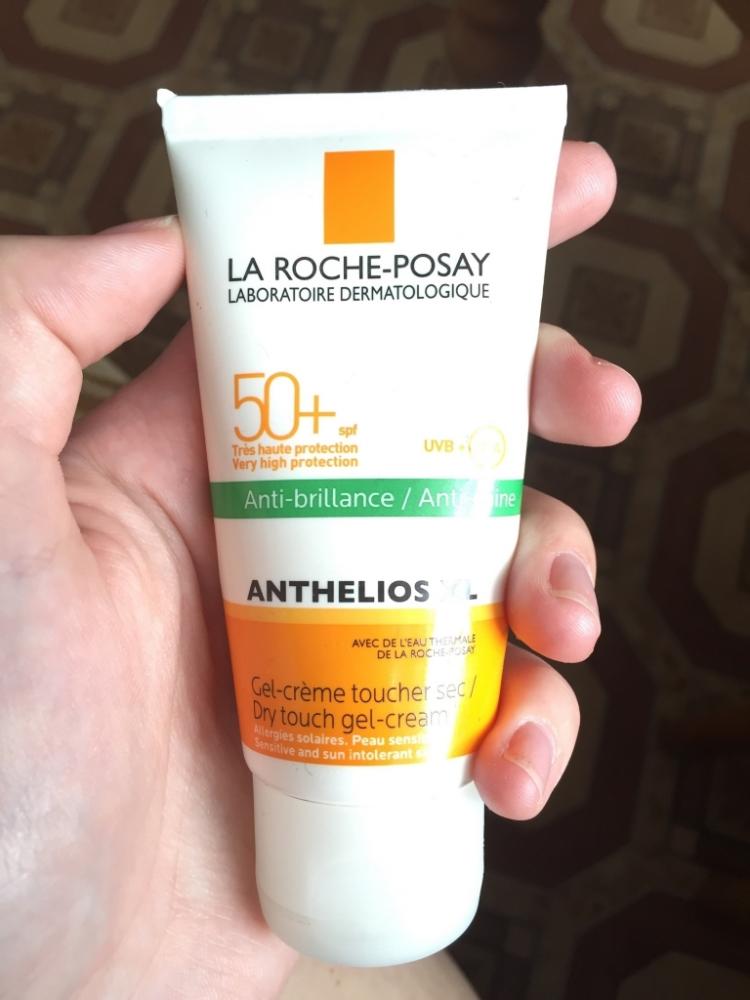 LA ROCHE-POSAY
LABORATOIRE DERMATOLOGIQUE
50+ spf
Très haute protection
Very high protection
UVB +
Anti-brillance / Anti-shine
ANTHELIOS XL
AVEC DE L'EAU THERMALE
DE LA ROCHE-POSAY
Gel-crème toucher sec /
Dry touch gel-cream
Allergies solaires. Peau
Sensitive and sun intolerant